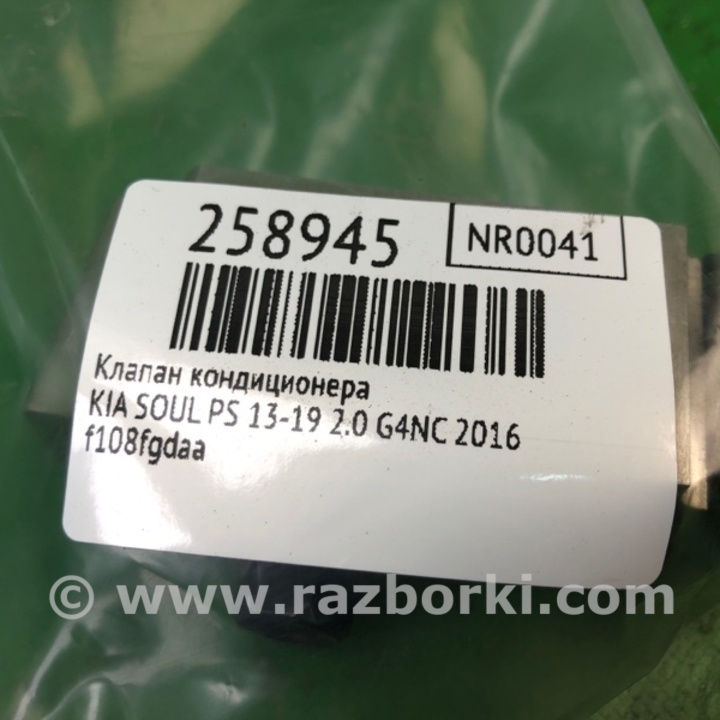 258945
NR0041
Клапан кондиционера
KIA SOUL PS 13-19 2.0 G4NC 2016
f108fgdaa
© www.razborki.com